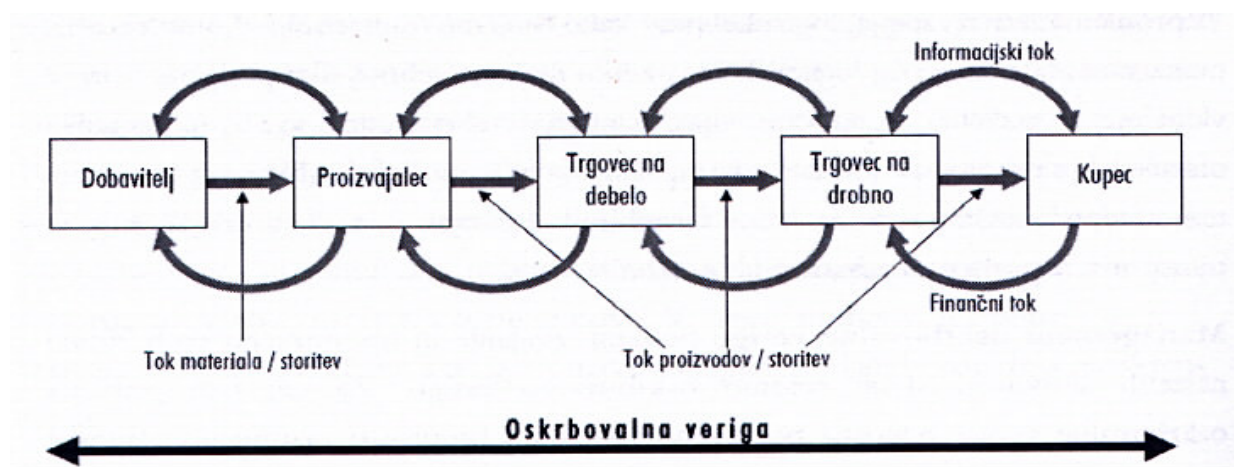 Informacijski tok
Dobavitelj
Proizvajalec
Trgovec na
debelo
Trgovec na
drobno
Kupec
Finančni tok
Tok materiala / storitev
Tok proizvodov / storitev
Oskrbovalna veriga